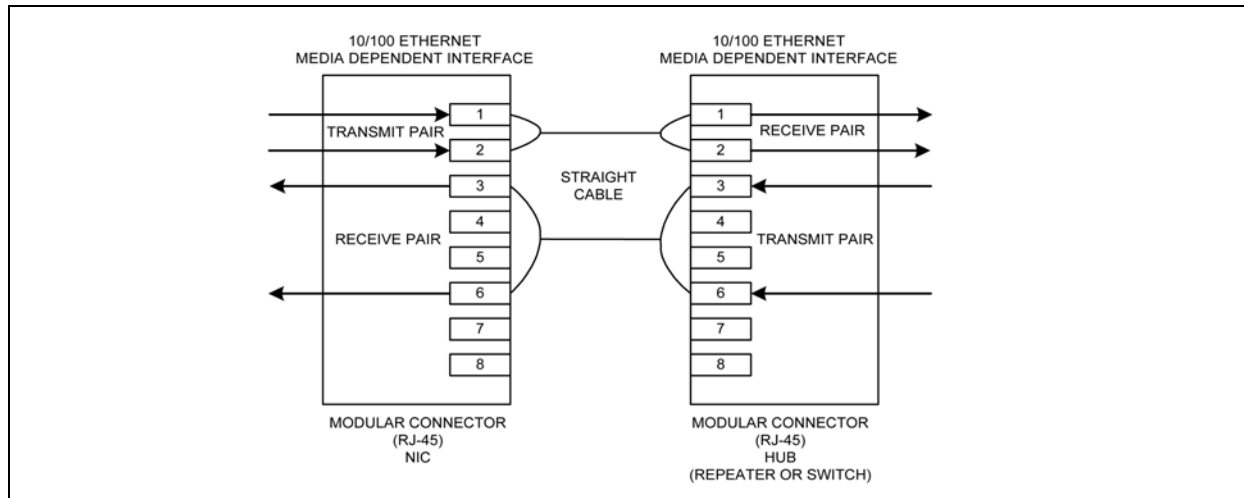 10/100 ETHERNET
MEDIA DEPENDENT INTERFACE
10/100 ETHERNET
MEDIA DEPENDENT INTERFACE
1
TRANSMIT PAIR
2
3
4
RECEIVE PAIR
5
6
7
8
STRAIGHT
CABLE
1
RECEIVE PAIR
2
3
4
TRANSMIT PAIR
5
6
7
8
MODULAR CONNECTOR
(RJ-45)
NIC
MODULAR CONNECTOR
(RJ-45)
HUB
(REPEATER OR SWITCH)